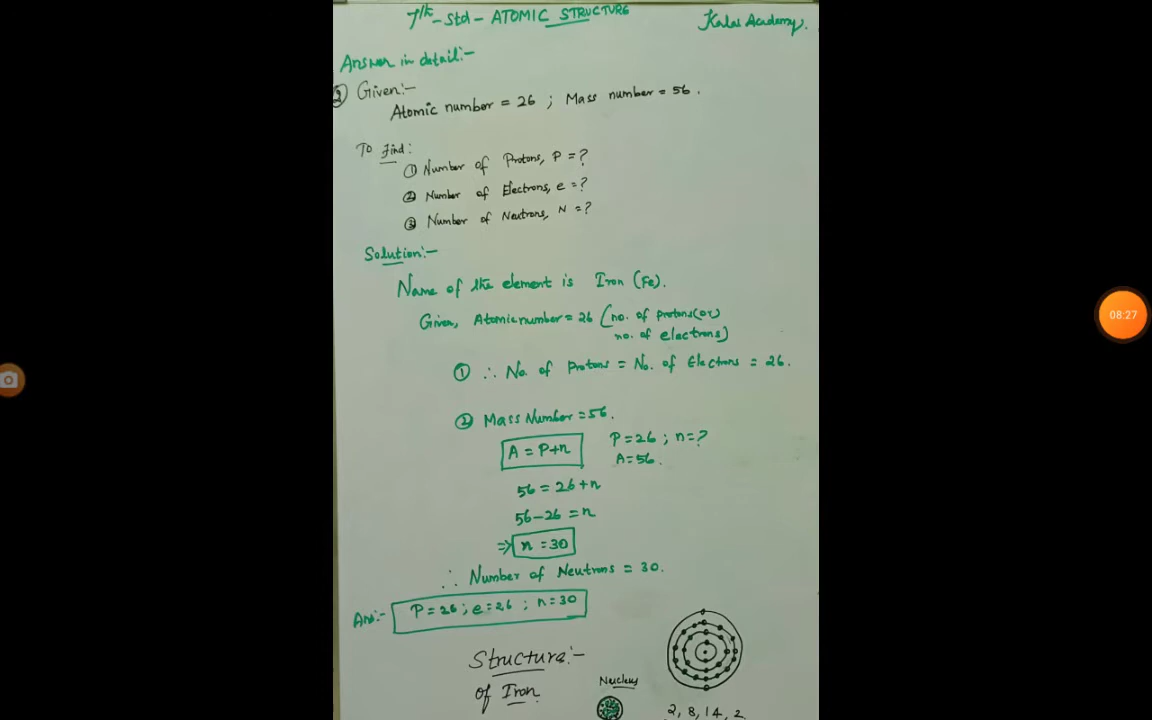 7th - Std - ATOMIC STRUCTURE
Kalai Academy.
Answer in detail:-
Given:-
Atomic number = 26 ; Mass number = 56 .
To Find:
① Number of Protons, P = ?
② Number of Electrons, e = ?
③ Number of Neutrons, N = ?
Solution:-
Name of the element is Iron (Fe).
Given, Atomic number = 26 (no. of protons (or)
no. of electrons)
① ∴ No. of Protons = No. of Electrons = 26.
② Mass Number = 56.
A = P+n
P = 26 ; n = ?
A = 56.
56 = 26 + n
56 - 26 = n
⇒ n = 30
∴ Number of Neutrons = 30.
Ans:- P = 26 ; e = 26 ; n = 30
Structure:-
of Iron
Nucleus
2, 8, 14, 2
08:27